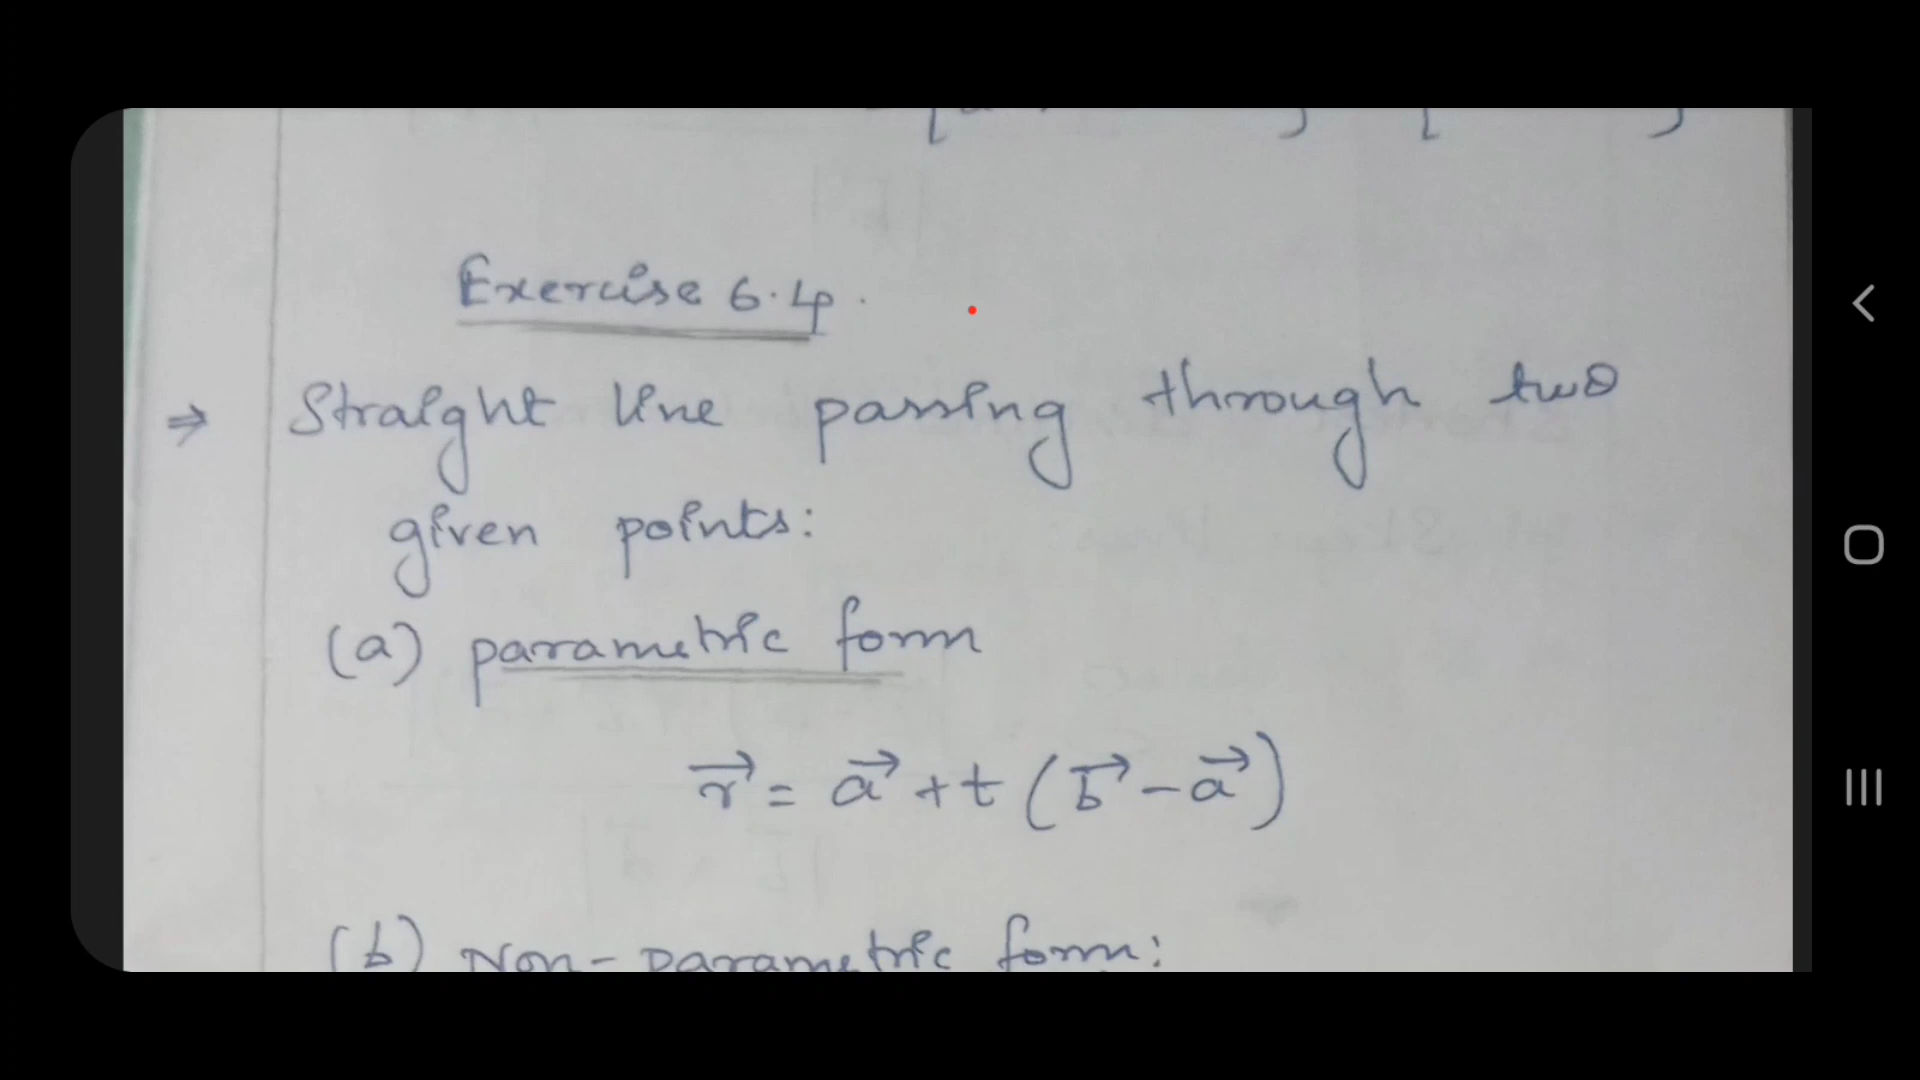 Exercise 6.4.
⇒ Straight line passing through two
given points:
(a) parametric form
r⃗ = a⃗ + t (b⃗ - a⃗)
(b) Non-parametric form: